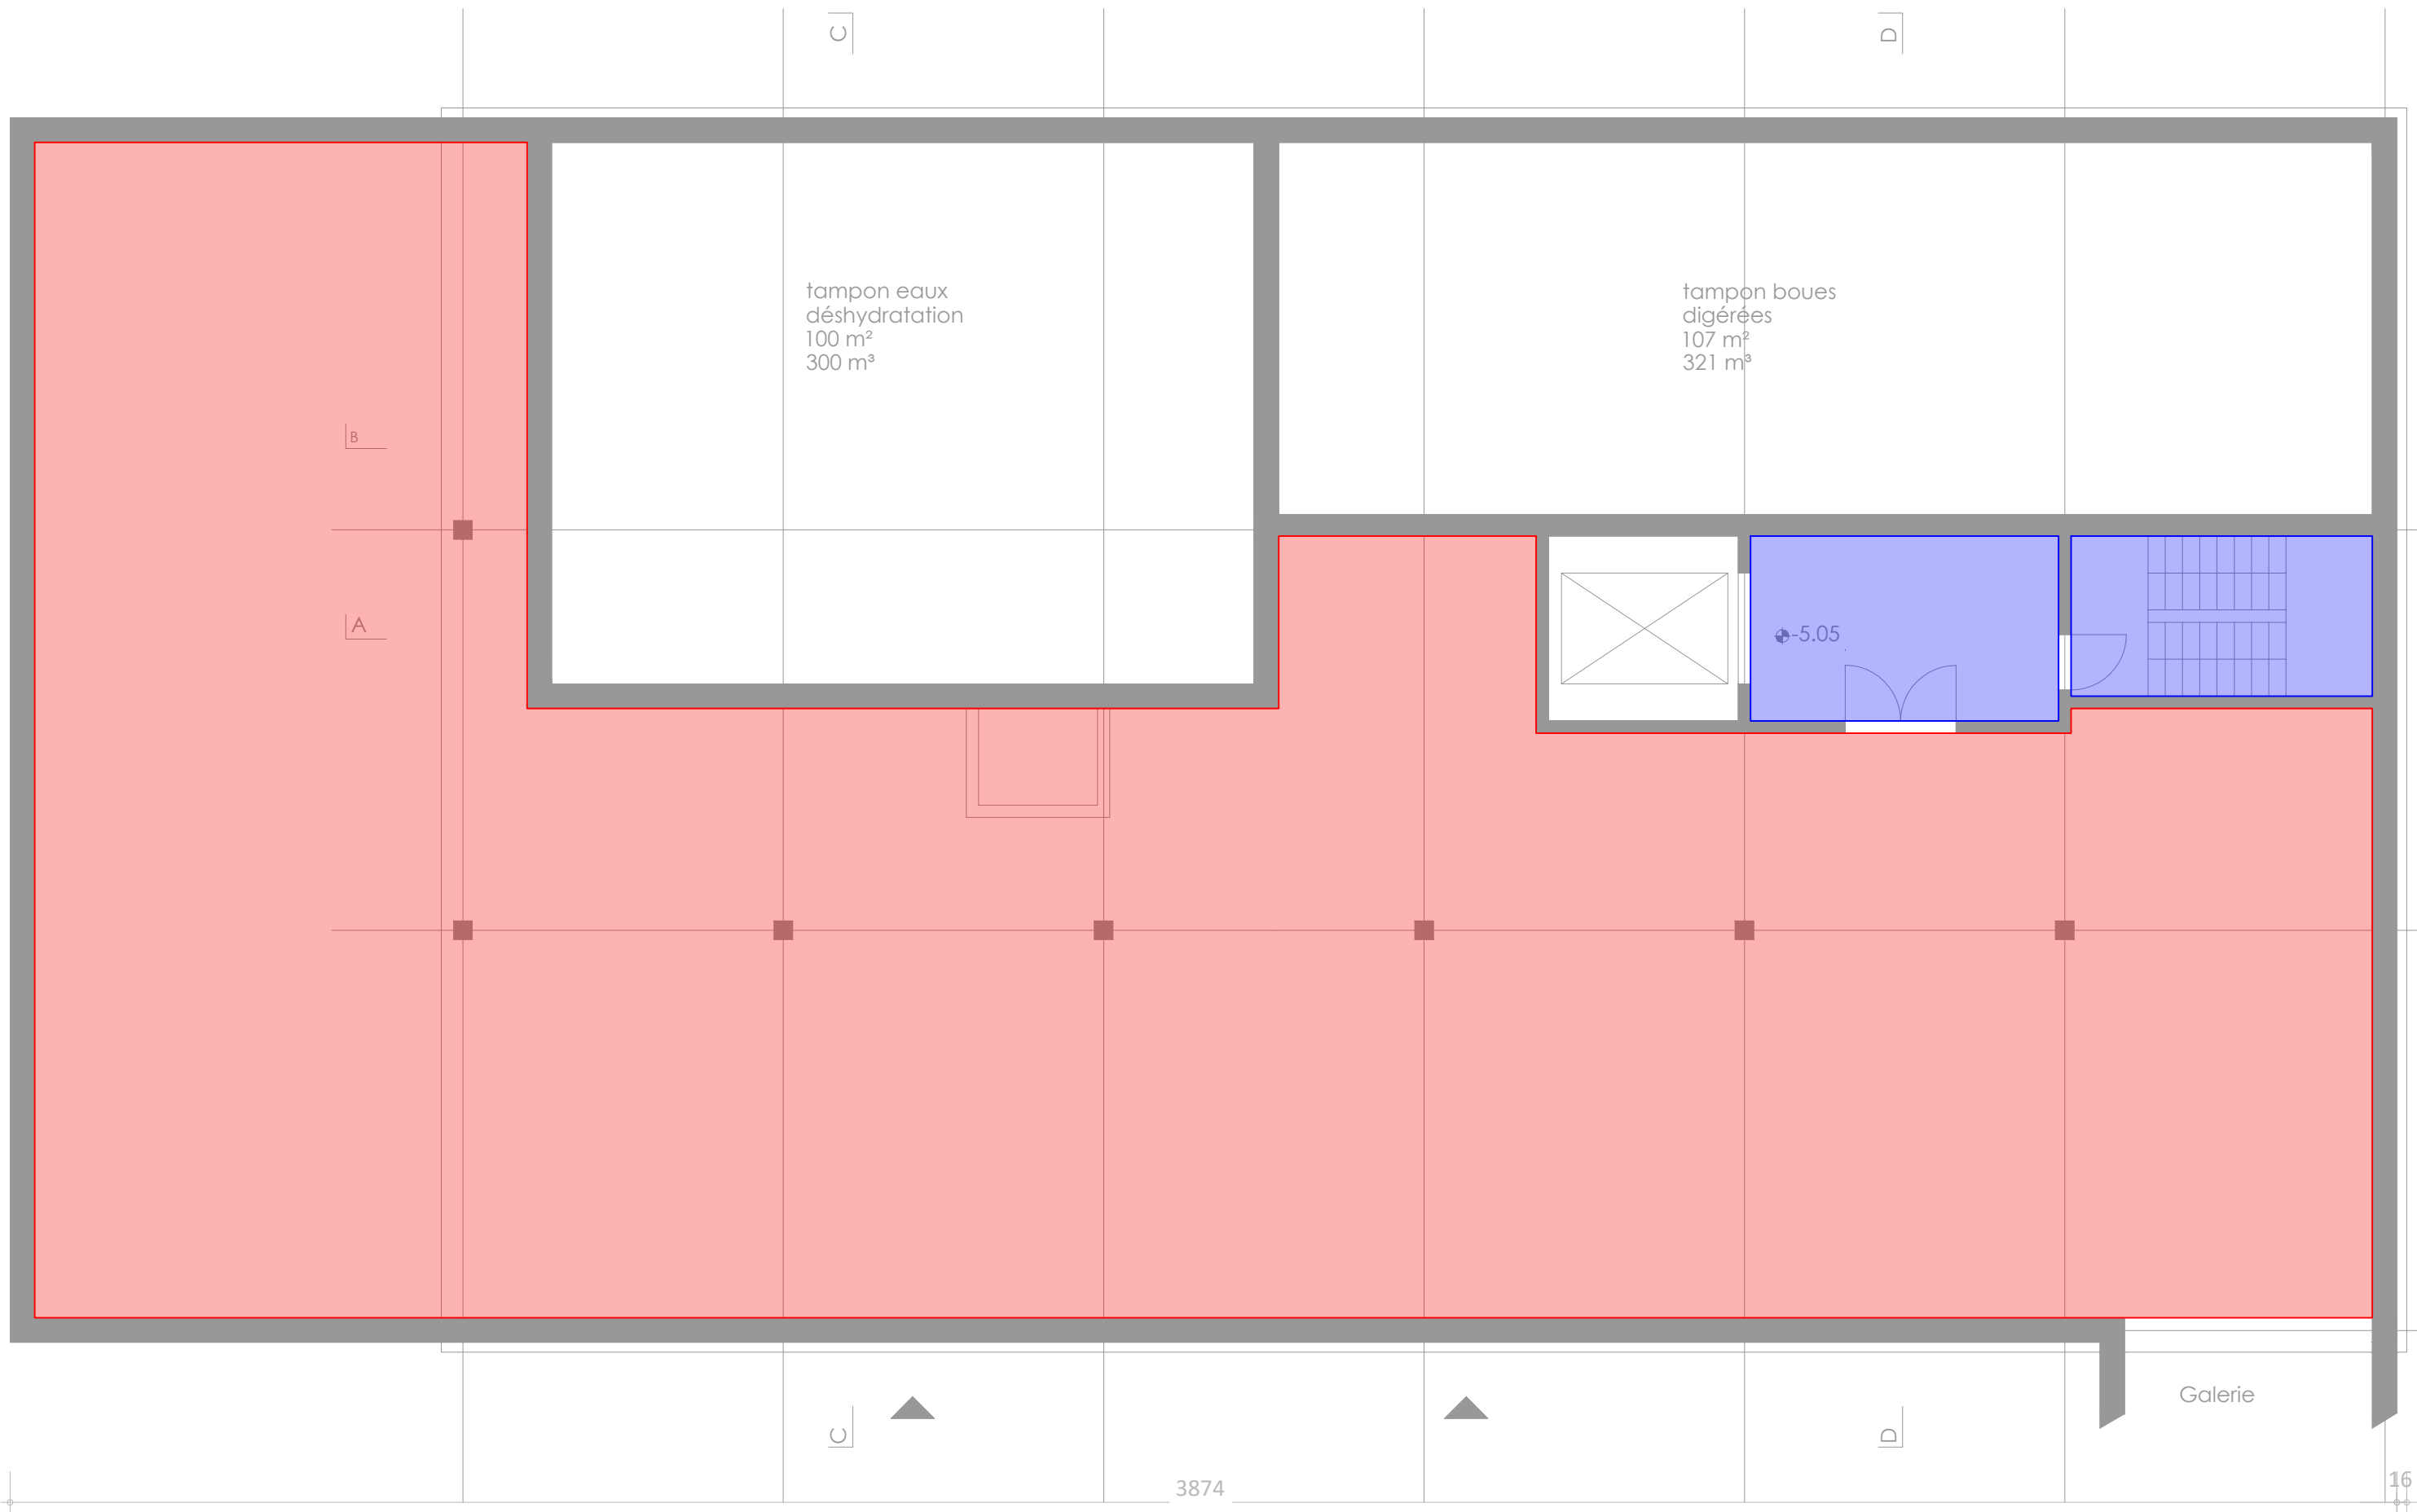 C
D
tampon eaux
déshydratation
100 m²
300 m³
tampon boues
digérées
107 m²
321 m³
B
A
-5.05
Galerie
C
D
3874
16